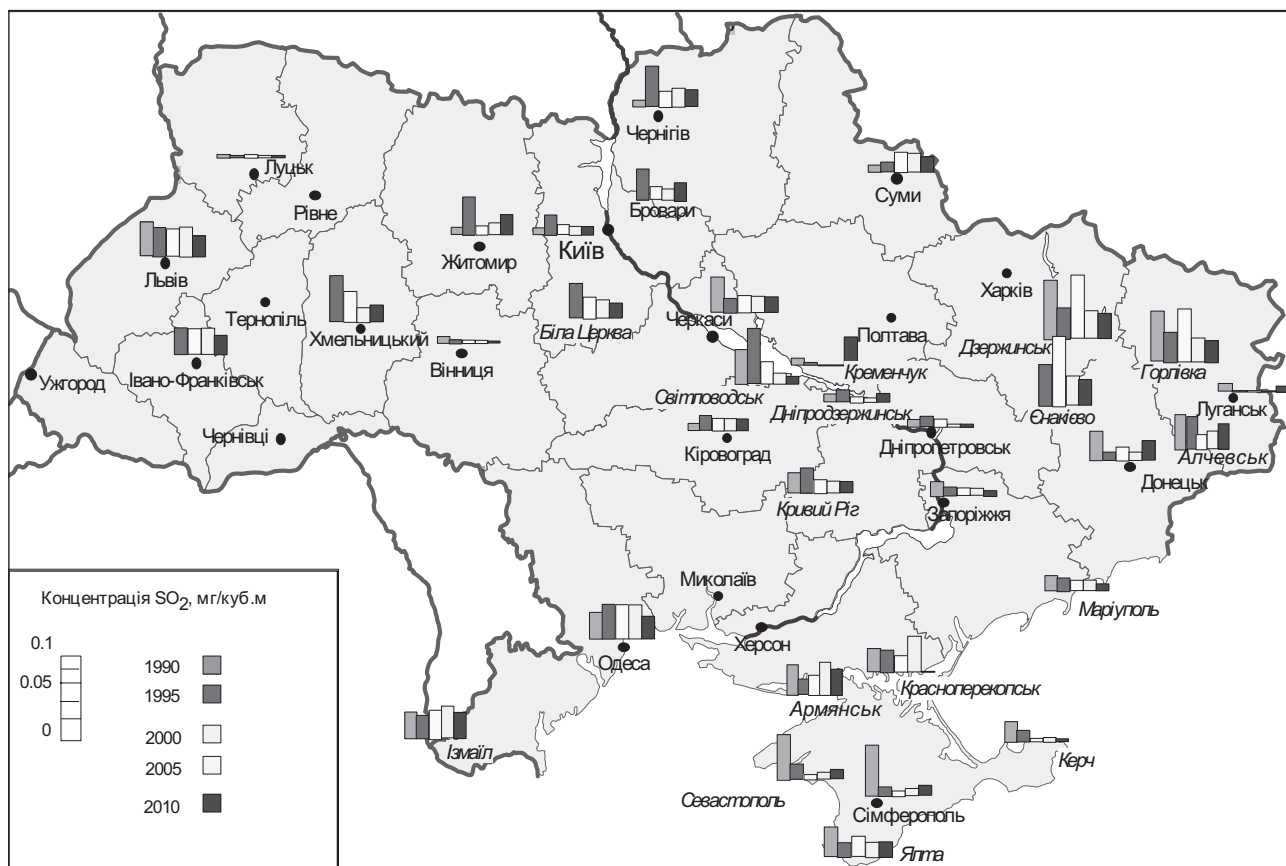 Чернігів
Луцьк
Суми
Рівне
Бровари
Київ
Житомир
Львів
Харків
Тернопіль
Хмельницький
Біла Церква
Черкаси
Полтава
Дзержинськ
Горлівка
Вінниця
Кременчук
Івано-Франківськ
Ужгород
Світловодськ
Дніпродзержинськ
Єнакієво
Луганськ
Чернівці
Кіровоград
Дніпропетровськ
Алчевськ
Донецьк
Кривий Ріг
Запоріжжя
Миколаїв
Маріуполь
Херсон
Одеса
Красноперекопськ
Армянськ
Ізмаїл
Керч
Севастополь
Сімферополь
Ялта
Концентрація SO2, мг/куб.м
0.1
0.05
0
1990
1995
2000
2005
2010